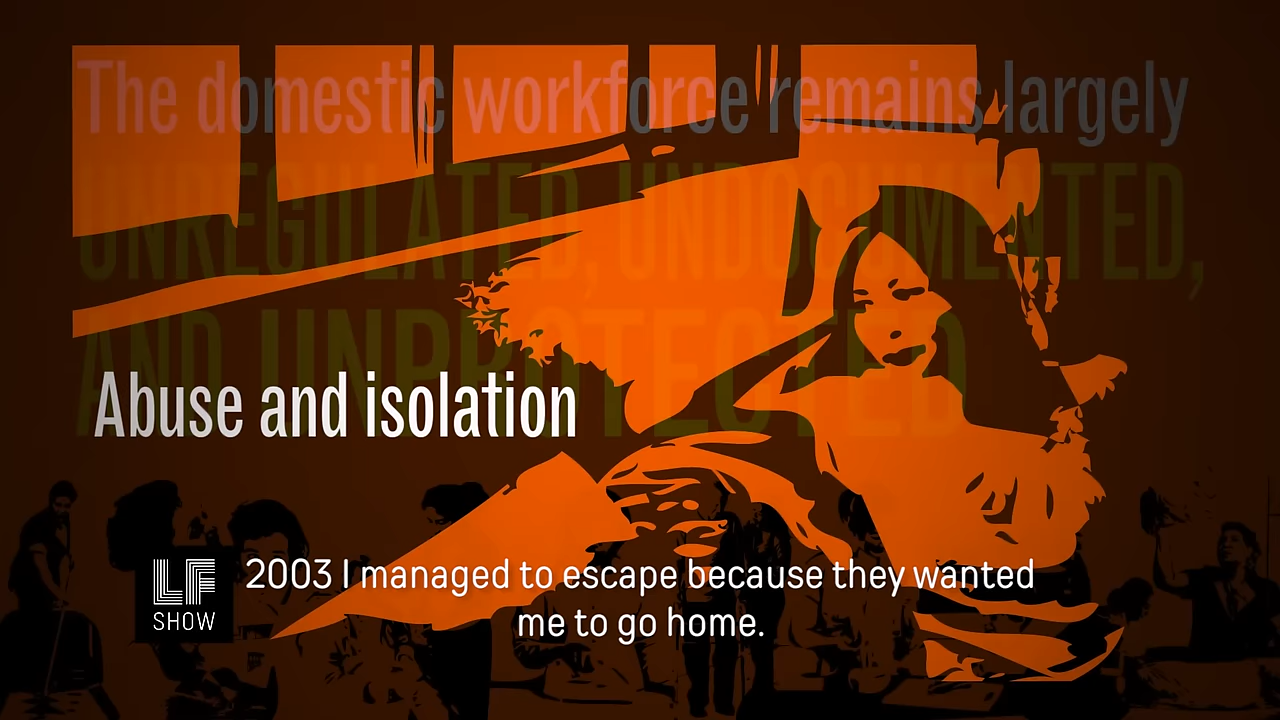 The domestic workforce remains largely
UNREGULATED, UNDOCUMENTED,
AND UNPROTECTED
Abuse and isolation
2003 I managed to escape because they wanted
me to go home.
LF
SHOW